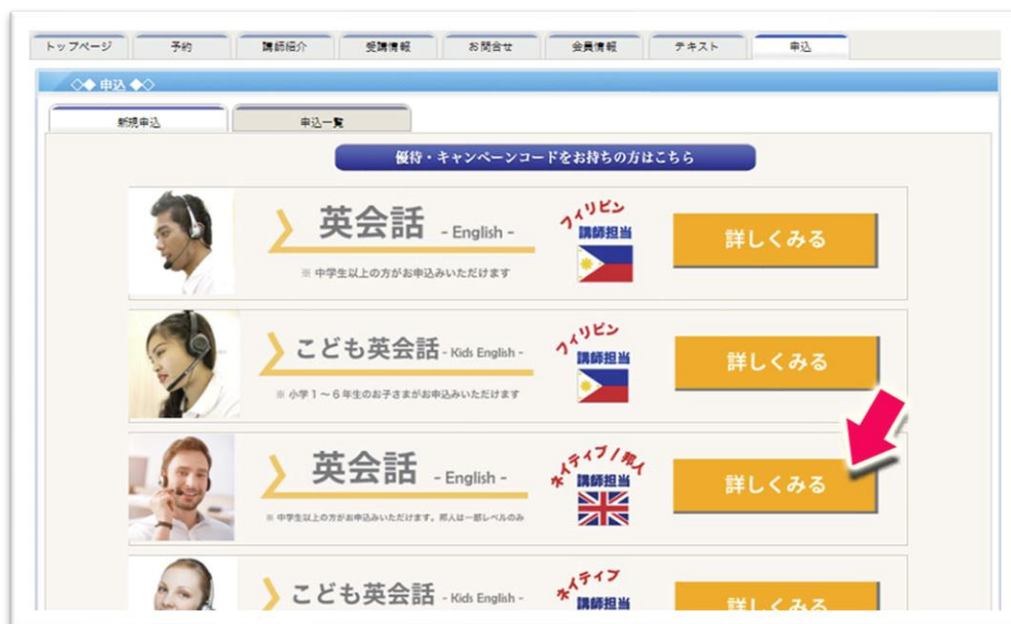 トップページ 予約 講師紹介 受講情報 お問合せ 会員情報 テキスト 申込
◇◆ 申込 ◆◇
新規申込 申込一覧
優待・キャンペーンコードをお持ちの方はこちら
英会話 - English -
※ 中学生以上の方がお申込みいただけます
フィリピン
講師担当
詳しくみる
こども英会話 - Kids English -
※ 小学1～6年生のお子さまがお申込みいただけます
フィリピン
講師担当
詳しくみる
英会話 - English -
※ 中学生以上の方がお申込みいただけます。邦人は一部レベルのみ
ネイティブ/邦人
講師担当
詳しくみる
こども英会話 - Kids English -
ネイティブ
講師担当
詳しくみる